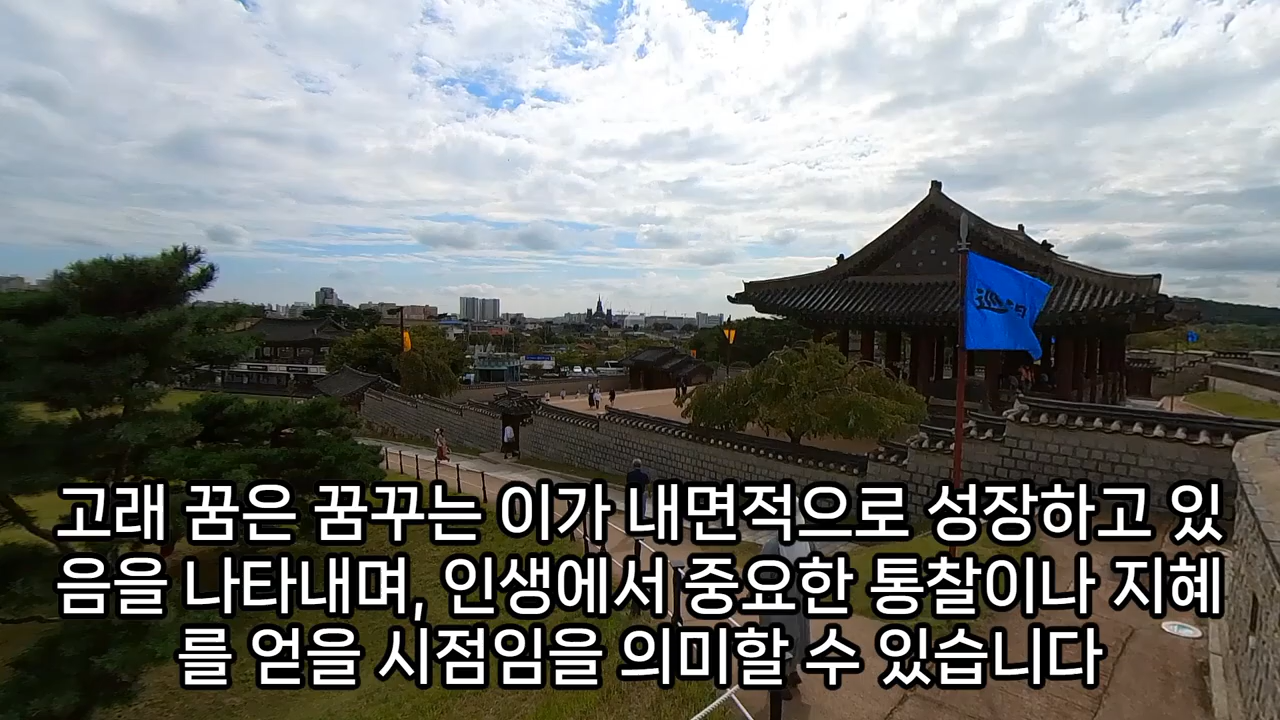 고래 꿈은 꿈꾸는 이가 내면적으로 성장하고 있
음을 나타내며, 인생에서 중요한 통찰이나 지혜
를 얻을 시점임을 의미할 수 있습니다